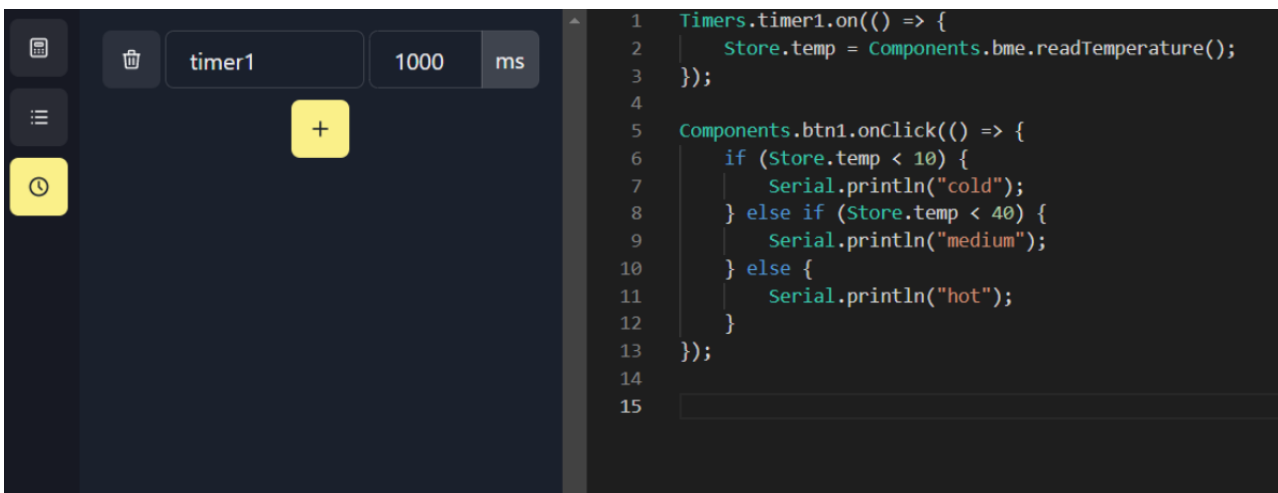 timer1 1000 ms
+
1 Timers.timer1.on(() => {
2     Store.temp = Components.bme.readTemperature();
3 });
4
5 Components.btn1.onClick(() => {
6     if (Store.temp < 10) {
7         Serial.println("cold");
8     } else if (Store.temp < 40) {
9         Serial.println("medium");
10     } else {
11         Serial.println("hot");
12     }
13 });
14
15